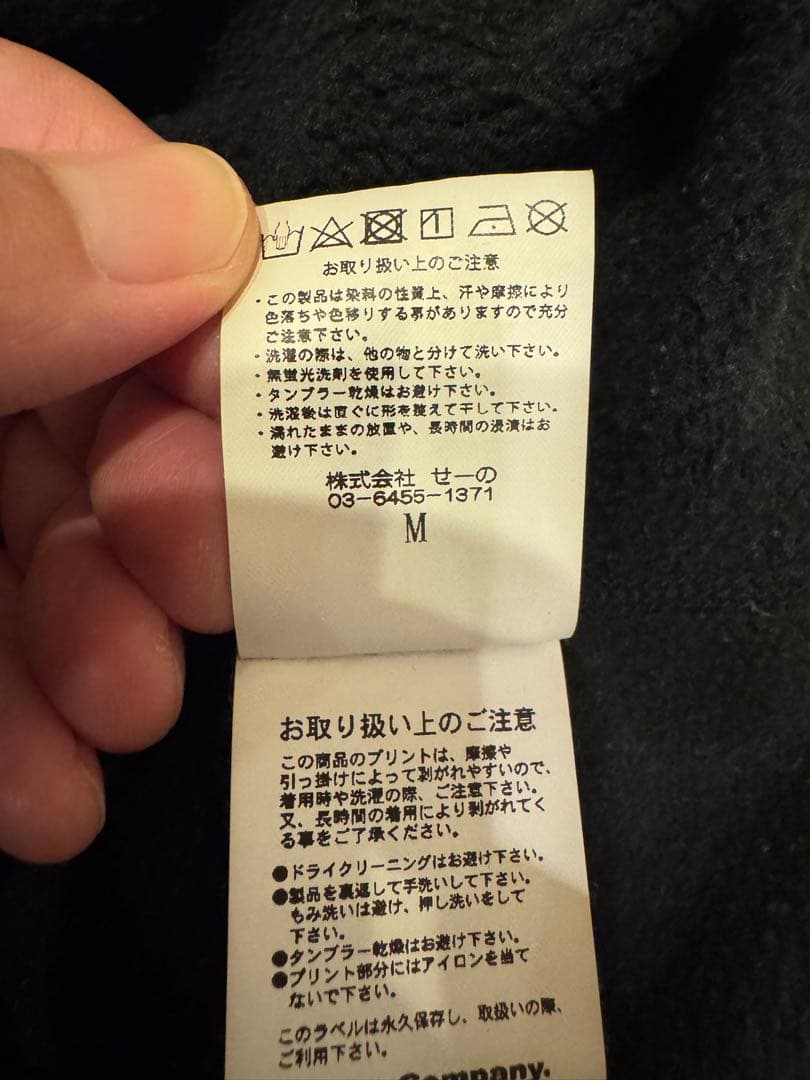 お取り扱い上のご注意
・この製品は染料の性質上、汗や摩擦により
色落ちや色移りする事がありますので充分
ご注意下さい。
・洗濯の際は、他の物と分けて洗い下さい。
・無蛍光洗剤を使用して下さい。
・タンブラー乾燥はお避け下さい。
・洗濯後は直ぐに形を整えて干して下さい。
・濡れたままの放置や、長時間の浸漬はお
避け下さい。
株式会社 せーの
03-6455-1371
M
お取り扱い上のご注意
この商品のプリントは、摩擦や
引っ掛けによって剥がれやすいので、
着用時や洗濯の際、ご注意下さい。
又、長時間の着用により剥がれてく
る事をご了承ください。
●ドライクリーニングはお避け下さい。
●製品を裏返して手洗いして下さい。
もみ洗いは避け、押し洗いをして
下さい。
●タンブラー乾燥はお避け下さい。
●プリント部分にはアイロンを当て
ないで下さい。
このラベルは永久保存し、取扱いの際、
ご利用下さい。
Company.